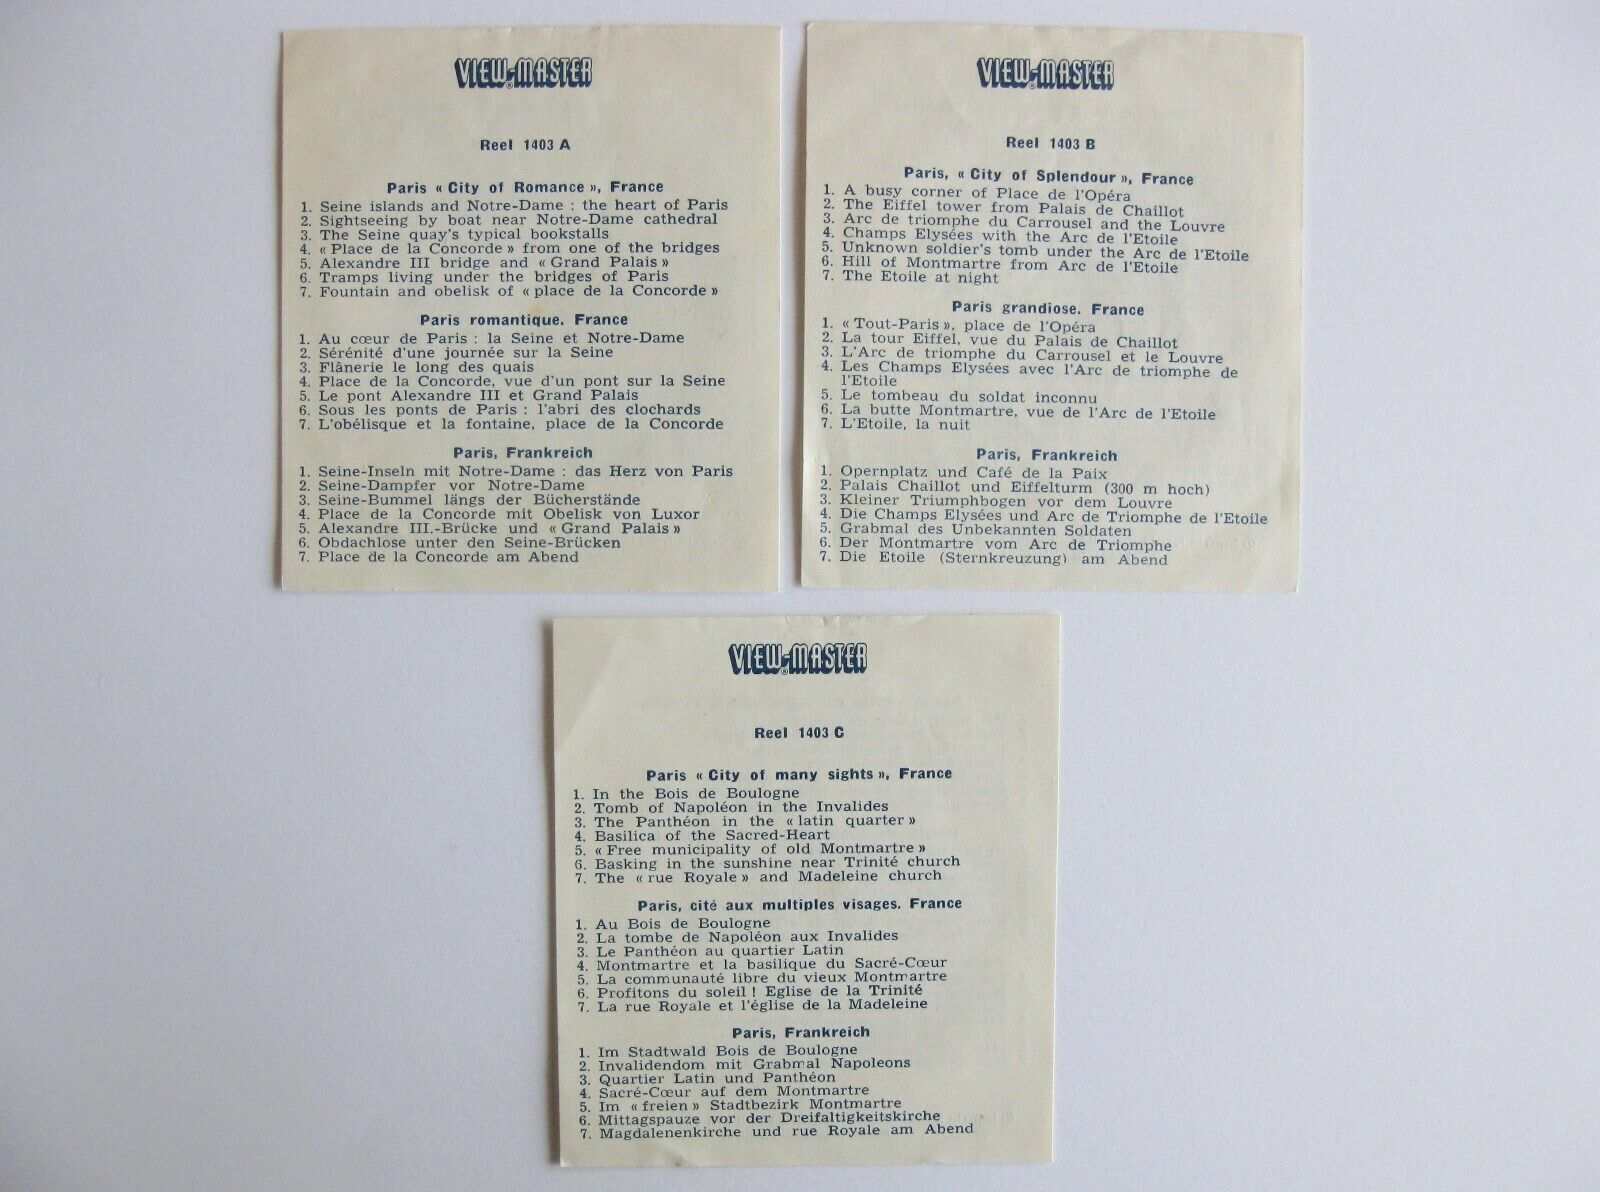 VIEW-MASTER
Reel 1403 A
Paris « City of Romance », France
1. Seine islands and Notre-Dame : the heart of Paris
2. Sightseeing by boat near Notre-Dame cathedral
3. The Seine quay's typical bookstalls
4. « Place de la Concorde » from one of the bridges
5. Alexandre III bridge and « Grand Palais »
6. Tramps living under the bridges of Paris
7. Fountain and obelisk of « place de la Concorde »
Paris romantique. France
1. Au cœur de Paris : la Seine et Notre-Dame
2. Sérénité d'une journée sur la Seine
3. Flânerie le long des quais
4. Place de la Concorde, vue d'un pont sur la Seine
5. Le pont Alexandre III et Grand Palais
6. Sous les ponts de Paris : l'abri des clochards
7. L'obélisque et la fontaine, place de la Concorde
Paris, Frankreich
1. Seine-Inseln mit Notre-Dame : das Herz von Paris
2. Seine-Dampfer vor Notre-Dame
3. Seine-Bummel längs der Bücherstände
4. Place de la Concorde mit Obelisk von Luxor
5. Alexandre III.-Brücke und « Grand Palais »
6. Obdachlose unter den Seine-Brücken
7. Place de la Concorde am Abend
VIEW-MASTER
Reel 1403 B
Paris, « City of Splendour », France
1. A busy corner of Place de l'Opéra
2. The Eiffel tower from Palais de Chaillot
3. Arc de triomphe du Carrousel and the Louvre
4. Champs Elysées with the Arc de l'Etoile
5. Unknown soldier's tomb under the Arc de l'Etoile
6. Hill of Montmartre from Arc de l'Etoile
7. The Etoile at night
Paris grandiose. France
1. « Tout-Paris », place de l'Opéra
2. La tour Eiffel, vue du Palais de Chaillot
3. L'Arc de triomphe du Carrousel et le Louvre
4. Les Champs Elysées avec l'Arc de triomphe de
l'Etoile
5. Le tombeau du soldat inconnu
6. La butte Montmartre, vue de l'Arc de l'Etoile
7. L'Etoile, la nuit
Paris, Frankreich
1. Opernplatz und Café de la Paix
2. Palais Chaillot und Eiffelturm (300 m hoch)
3. Kleiner Triumphbogen vor dem Louvre
4. Die Champs Elysées und Arc de Triomphe de l'Etoile
5. Grabmal des Unbekannten Soldaten
6. Der Montmartre vom Arc de Triomphe
7. Die Etoile (Sternkreuzung) am Abend
VIEW-MASTER
Reel 1403 C
Paris « City of many sights », France
1. In the Bois de Boulogne
2. Tomb of Napoléon in the Invalides
3. The Panthéon in the « latin quarter »
4. Basilica of the Sacred-Heart
5. « Free municipality of old Montmartre »
6. Basking in the sunshine near Trinité church
7. The « rue Royale » and Madeleine church
Paris, cité aux multiples visages. France
1. Au Bois de Boulogne
2. La tombe de Napoléon aux Invalides
3. Le Panthéon au quartier Latin
4. Montmartre et la basilique du Sacré-Cœur
5. La communauté libre du vieux Montmartre
6. Profitons du soleil ! Eglise de la Trinité
7. La rue Royale et l'église de la Madeleine
Paris, Frankreich
1. Im Stadtwald Bois de Boulogne
2. Invalidendom mit Grabmal Napoleons
3. Quartier Latin und Panthéon
4. Sacré-Cœur auf dem Montmartre
5. Im « freien » Stadtbezirk Montmartre
6. Mittagspauze vor der Dreifaltigkeitskirche
7. Magdalenenkirche und rue Royale am Abend